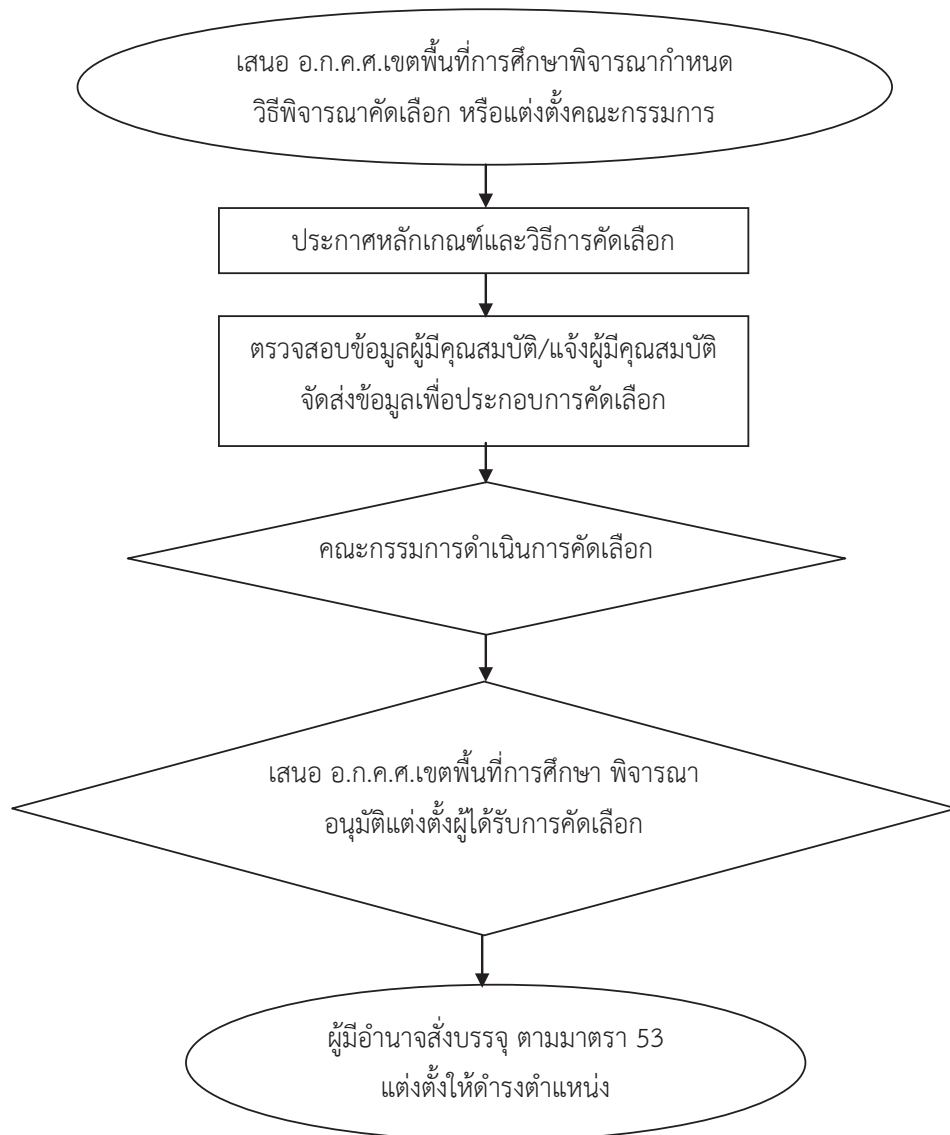 เสนอ อ.ก.ค.ศ.เขตพื้นที่การศึกษาพิจารณากำหนด
วิธีพิจารณาคัดเลือก หรือแต่งตั้งคณะกรรมการ
ประกาศหลักเกณฑ์และวิธีการคัดเลือก
ตรวจสอบข้อมูลผู้มีคุณสมบัติ/แจ้งผู้มีคุณสมบัติ
จัดส่งข้อมูลเพื่อประกอบการคัดเลือก
คณะกรรมการดำเนินการคัดเลือก
เสนอ อ.ก.ค.ศ.เขตพื้นที่การศึกษา พิจารณา
อนุมัติแต่งตั้งผู้ได้รับการคัดเลือก
ผู้มีอำนาจสั่งบรรจุ ตามมาตรา 53
แต่งตั้งให้ดำรงตำแหน่ง